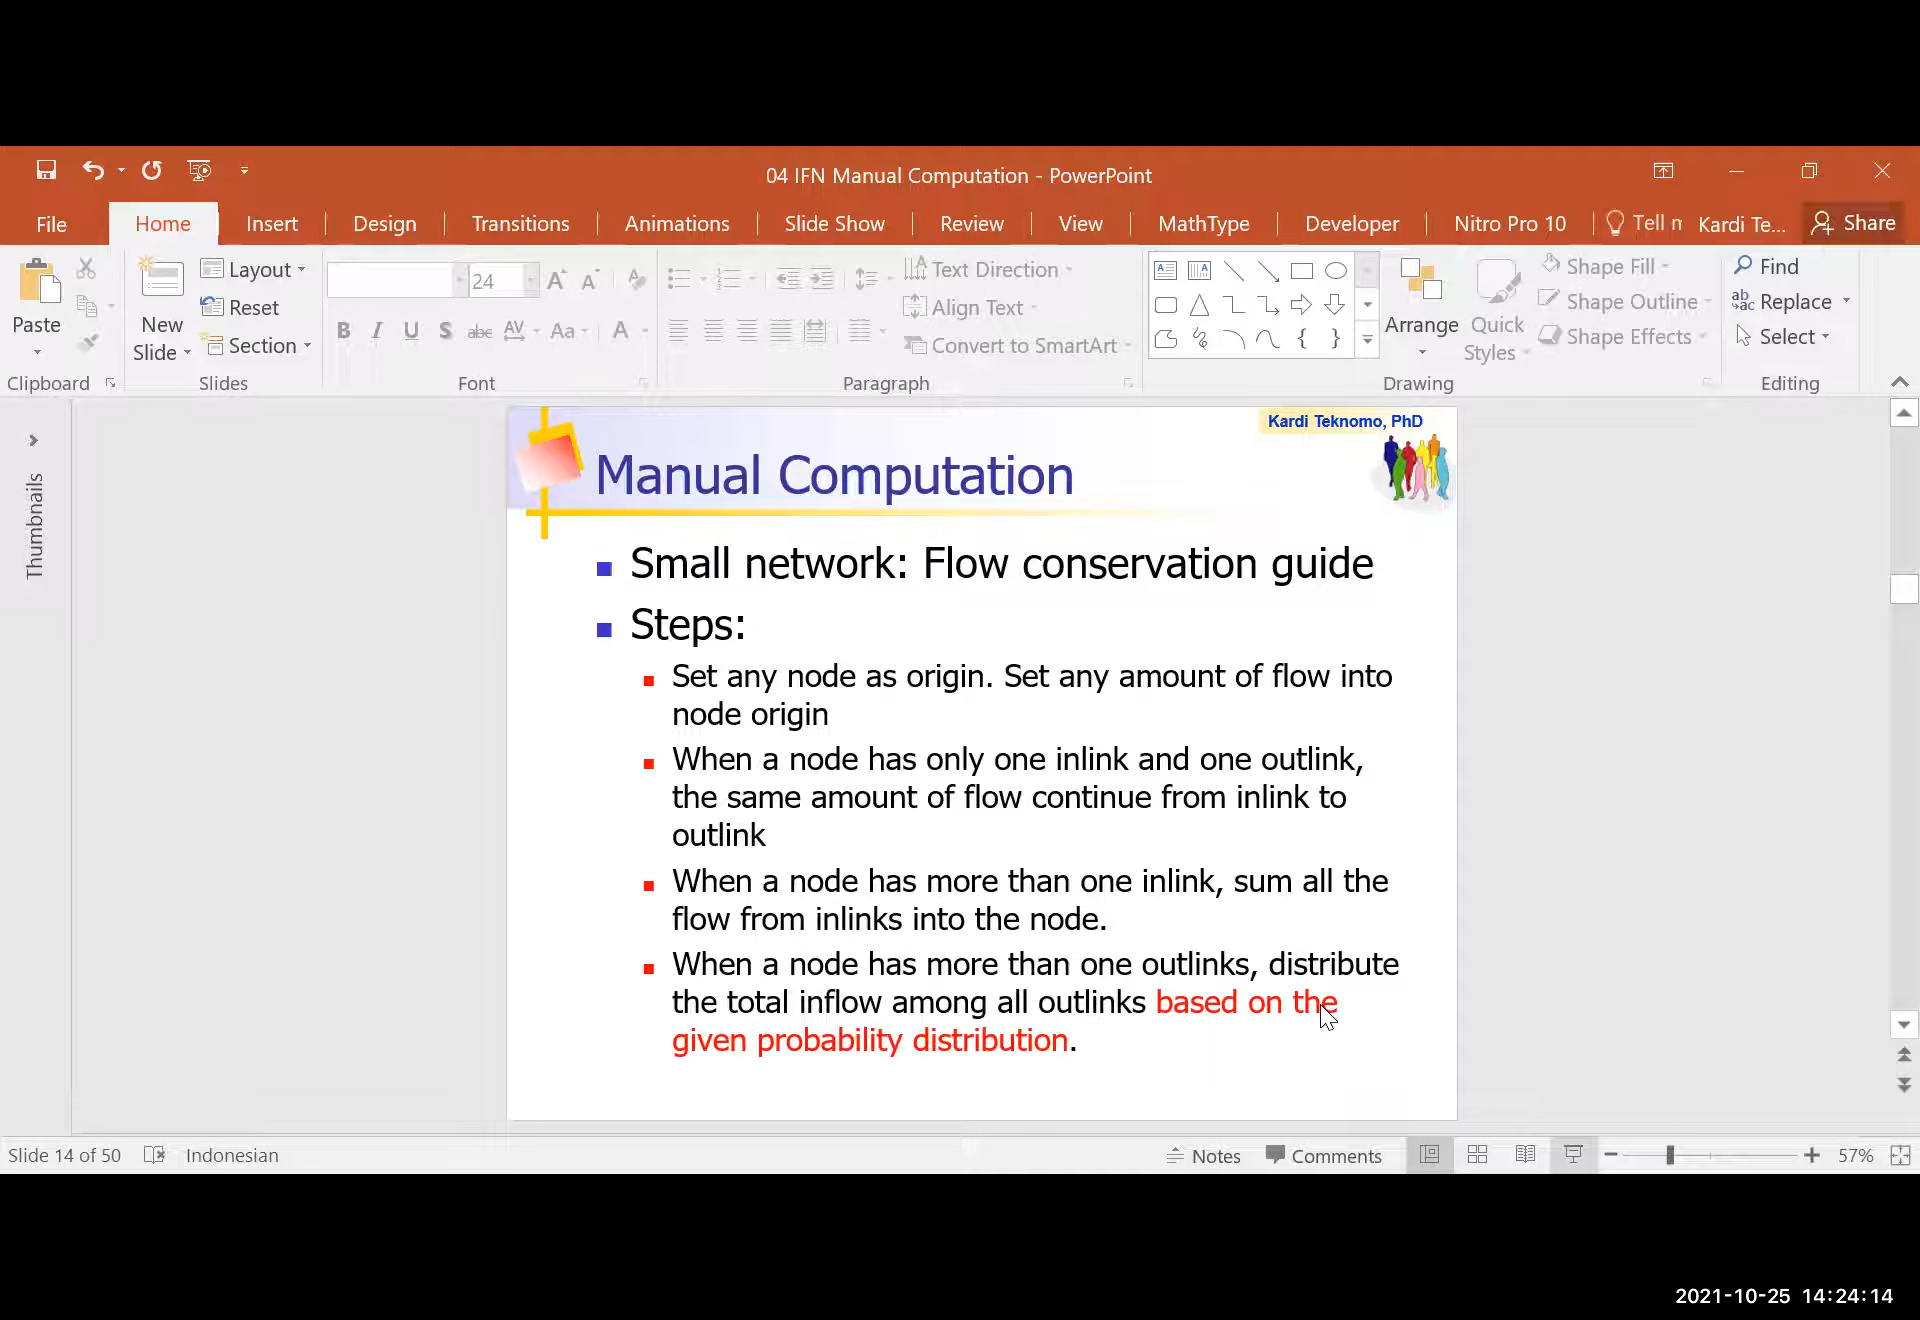 04 IFN Manual Computation - PowerPoint
File Home Insert Design Transitions Animations Slide Show Review View MathType Developer Nitro Pro 10 Tell Kardi Te... Share
Paste
Clipboard
New Slide
Layout
Reset
Section
Slides
24
B I U S abc AV Aa A
Font
Text Direction
Align Text
Convert to SmartArt
Paragraph
Arrange
Quick Styles
Shape Fill
Shape Outline
Shape Effects
Drawing
Find
Replace
Select
Editing
Thumbnails
Kardi Teknomo, PhD
Manual Computation
Small network: Flow conservation guide
Steps:
Set any node as origin. Set any amount of flow into
node origin
When a node has only one inlink and one outlink,
the same amount of flow continue from inlink to
outlink
When a node has more than one inlink, sum all the
flow from inlinks into the node.
When a node has more than one outlinks, distribute
the total inflow among all outlinks based on the
given probability distribution.
Slide 14 of 50 Indonesian Notes Comments 57%
2021-10-25 14:24:14